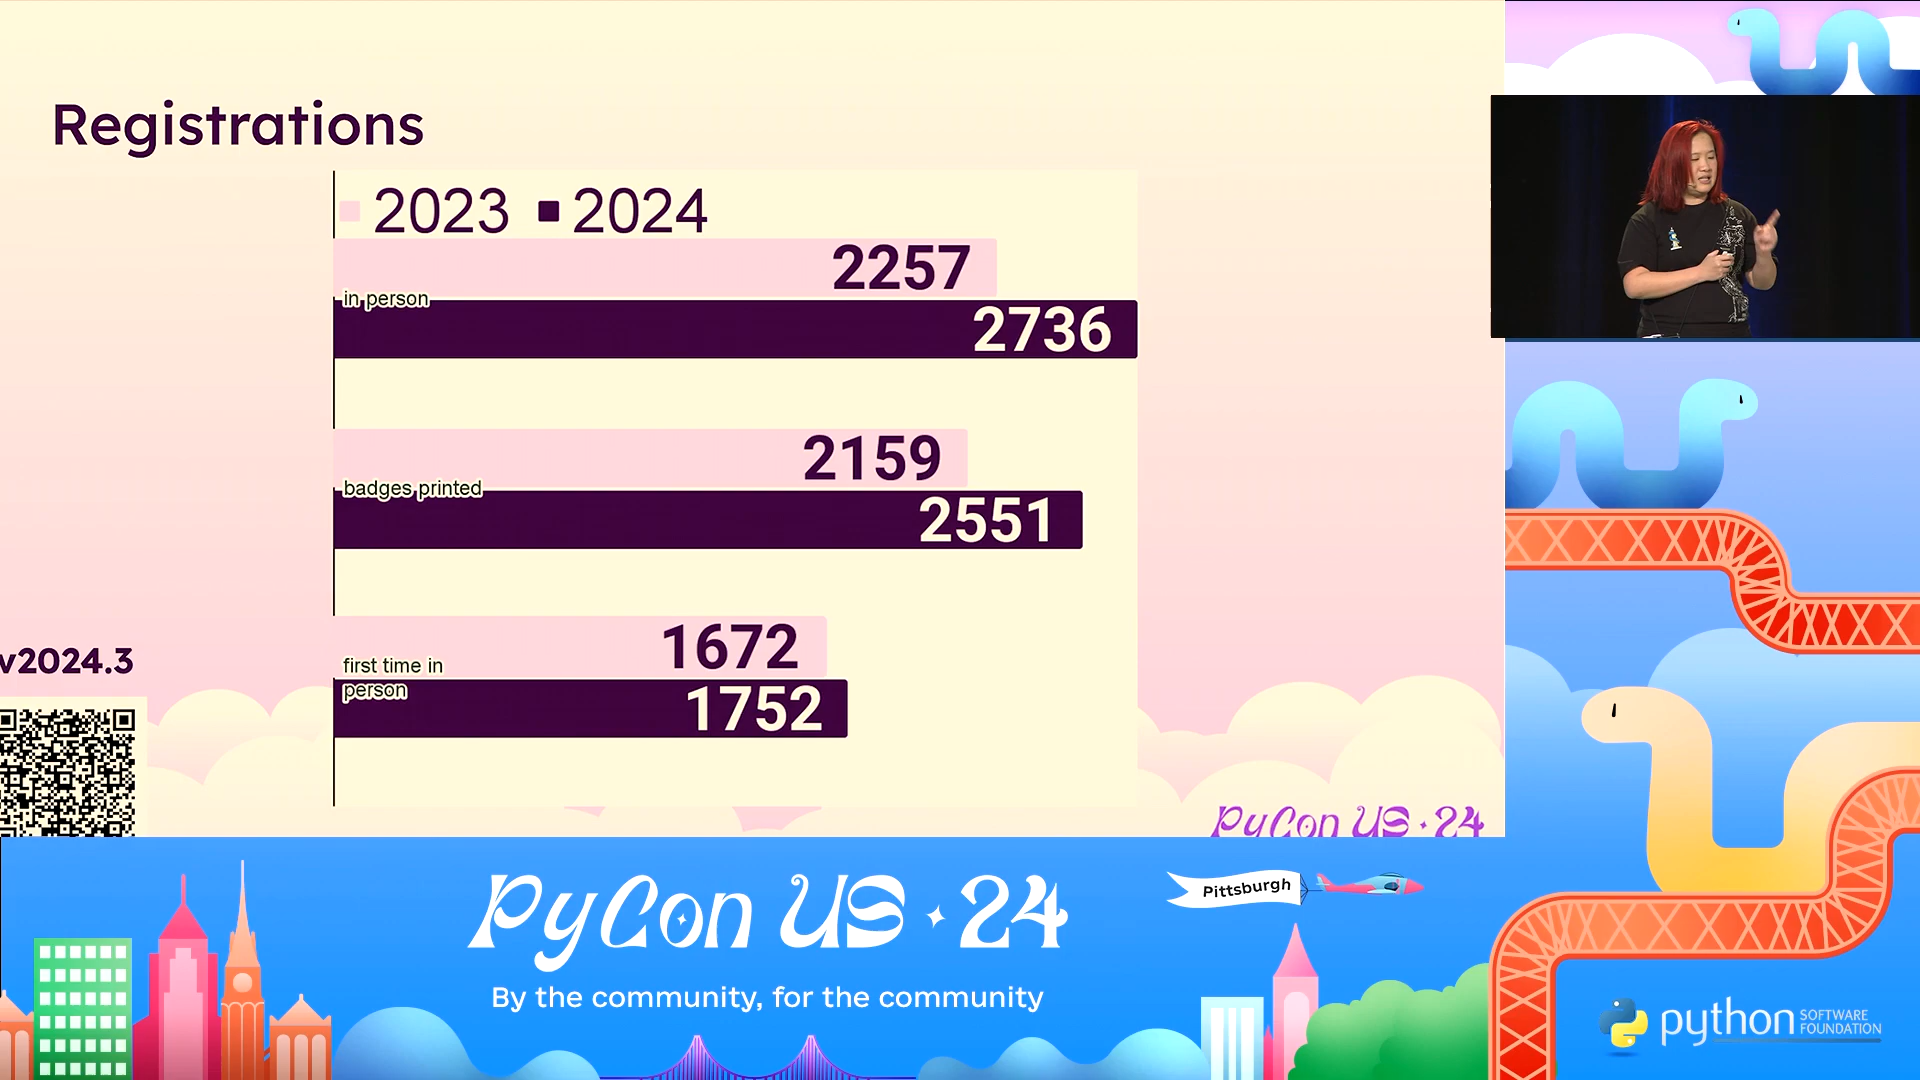 Registrations
2023 2024
2257
in person
2736
2159
badges printed
2551
1672
first time in
person
1752
v2024.3
PyCon US · 24
PyCon US · 24
By the community, for the community
Pittsburgh
python
SOFTWARE
FOUNDATION